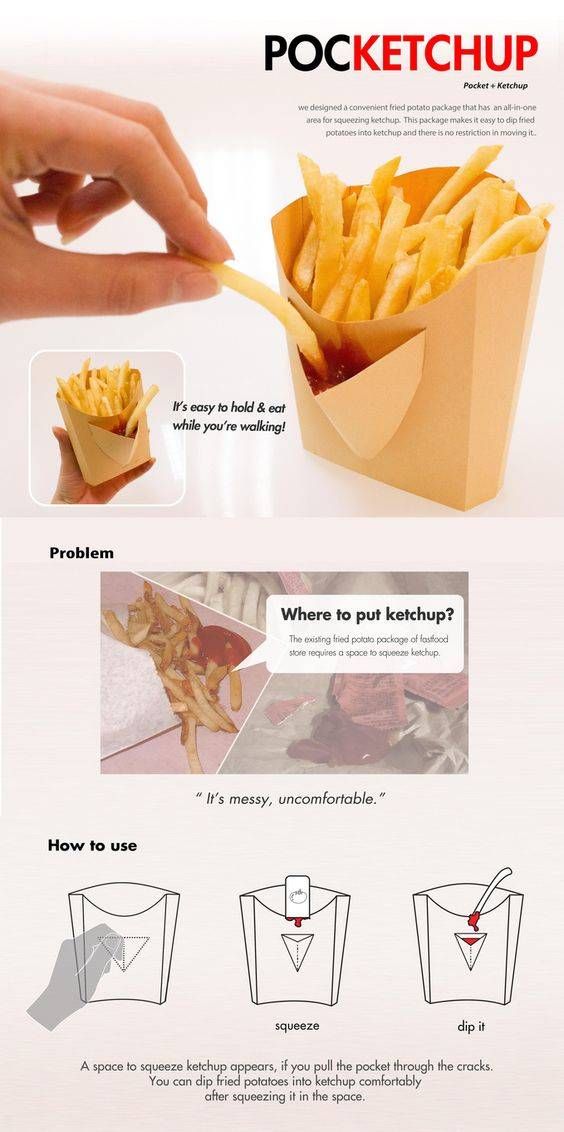 POCKETCHUP
Pocket + Ketchup
we designed a convenient fried potato package that has an all-in-one
area for squeezing ketchup. This package makes it easy to dip fried
potatoes into ketchup and there is no restriction in moving it..
It's easy to hold & eat
while you're walking!
Problem
Where to put ketchup?
The existing fried potato package of fastfood
store requires a space to squeeze ketchup.
“ It's messy, uncomfortable.”
How to use
squeeze
dip it
A space to squeeze ketchup appears, if you pull the pocket through the cracks.
You can dip fried potatoes into ketchup comfortably
after squeezing it in the space.